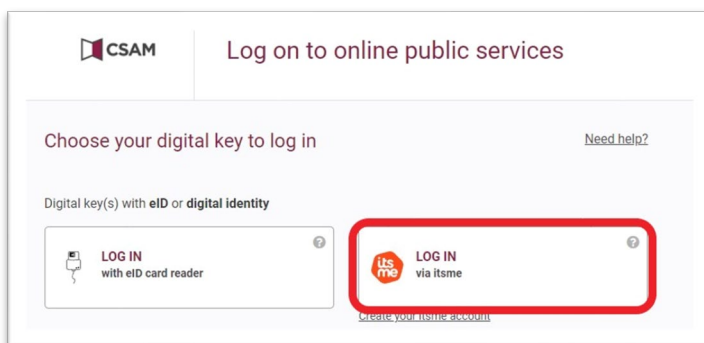 CSAM
Log on to online public services
Choose your digital key to log in
Need help?
Digital key(s) with eID or digital identity
?
LOG IN
with eID card reader
?
its
me
LOG IN
via itsme
Create your itsme account